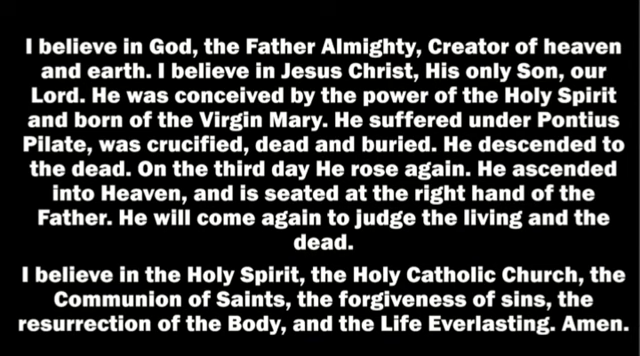 I believe in God, the Father Almighty, Creator of heaven
and earth. I believe in Jesus Christ, His only Son, our
Lord. He was conceived by the power of the Holy Spirit
and born of the Virgin Mary. He suffered under Pontius
Pilate, was crucified, dead and buried. He descended to
the dead. On the third day He rose again. He ascended
into Heaven, and is seated at the right hand of the
Father. He will come again to judge the living and the
dead.
I believe in the Holy Spirit, the Holy Catholic Church, the
Communion of Saints, the forgiveness of sins, the
resurrection of the Body, and the Life Everlasting. Amen.